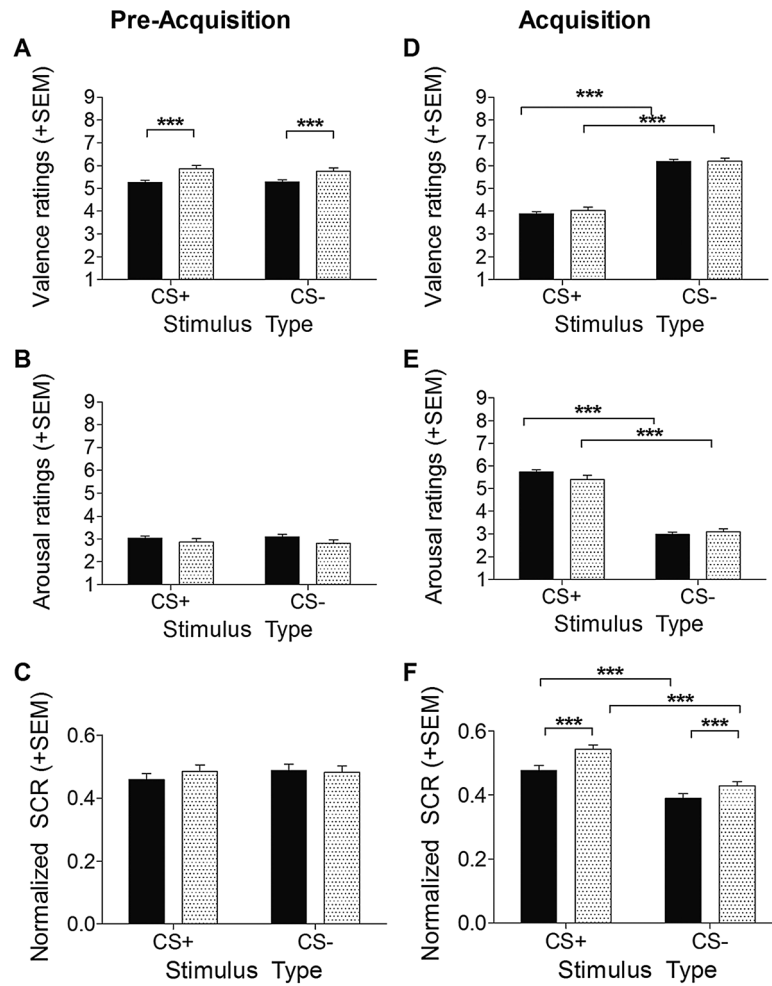 Pre-Acquisition
A
Valence ratings (+SEM)
9
8
7
6
5
4
3
2
1
*** ***
CS+ CS-
Stimulus Type
B
Arousal ratings (+SEM)
9
8
7
6
5
4
3
2
1
CS+ CS-
Stimulus Type
C
Normalized SCR (+SEM)
0.6
0.4
0.2
0.0
CS+ CS-
Stimulus Type
Acquisition
D
Valence ratings (+SEM)
9
8
7
6
5
4
3
2
1
***
***
CS+ CS-
Stimulus Type
E
Arousal ratings (+SEM)
9
8
7
6
5
4
3
2
1
***
***
CS+ CS-
Stimulus Type
F
Normalized SCR (+SEM)
0.6
0.4
0.2
0.0
***
***
*** ***
CS+ CS-
Stimulus Type